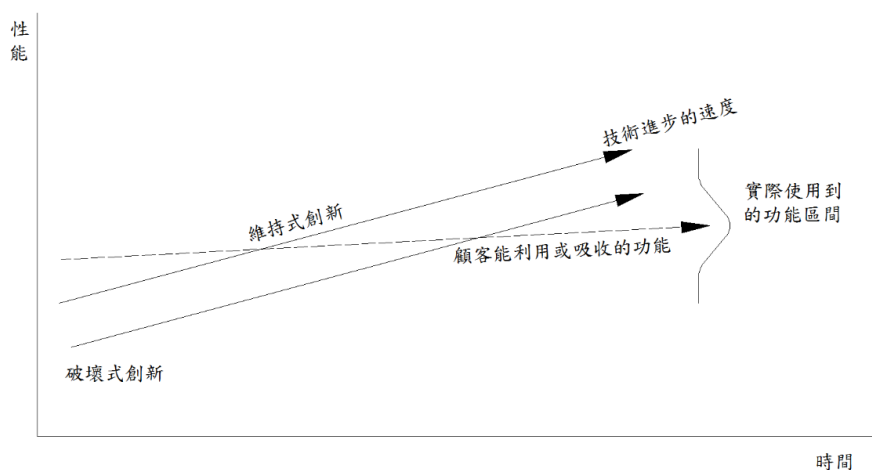 性
能
技術進步的速度
維持式創新
實際使用到
的功能區間
顧客能利用或吸收的功能
破壞式創新
時間